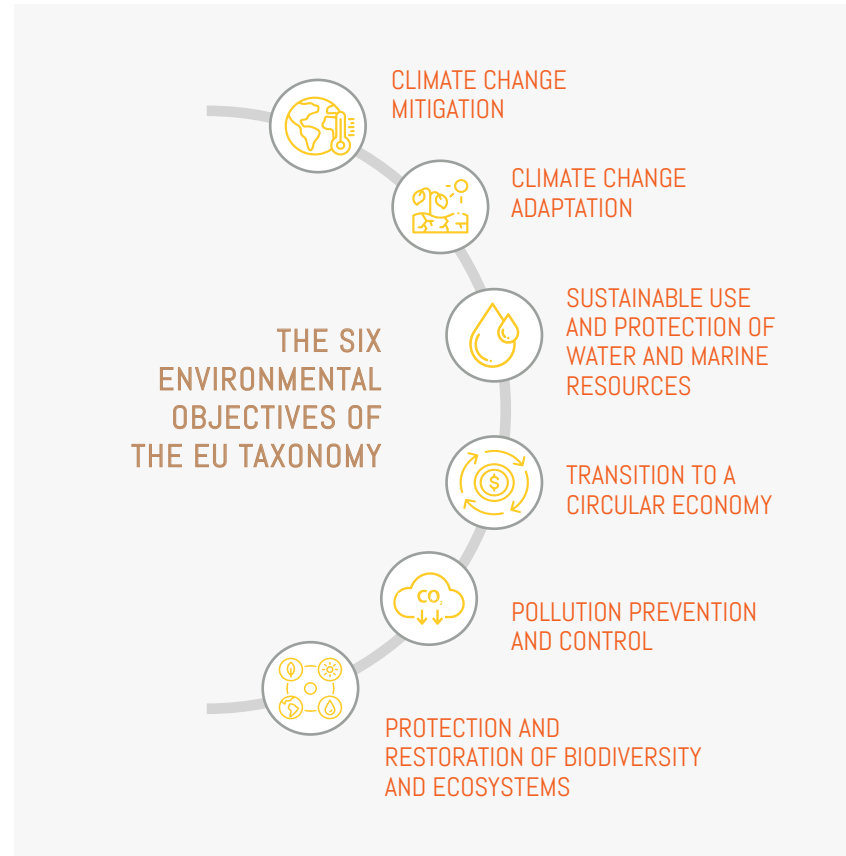 CLIMATE CHANGE
MITIGATION
CLIMATE CHANGE
ADAPTATION
SUSTAINABLE USE
AND PROTECTION OF
WATER AND MARINE
RESOURCES
THE SIX
ENVIRONMENTAL
OBJECTIVES OF
THE EU TAXONOMY
$
TRANSITION TO A
CIRCULAR ECONOMY
CO₂
POLLUTION PREVENTION
AND CONTROL
PROTECTION AND
RESTORATION OF BIODIVERSITY
AND ECOSYSTEMS